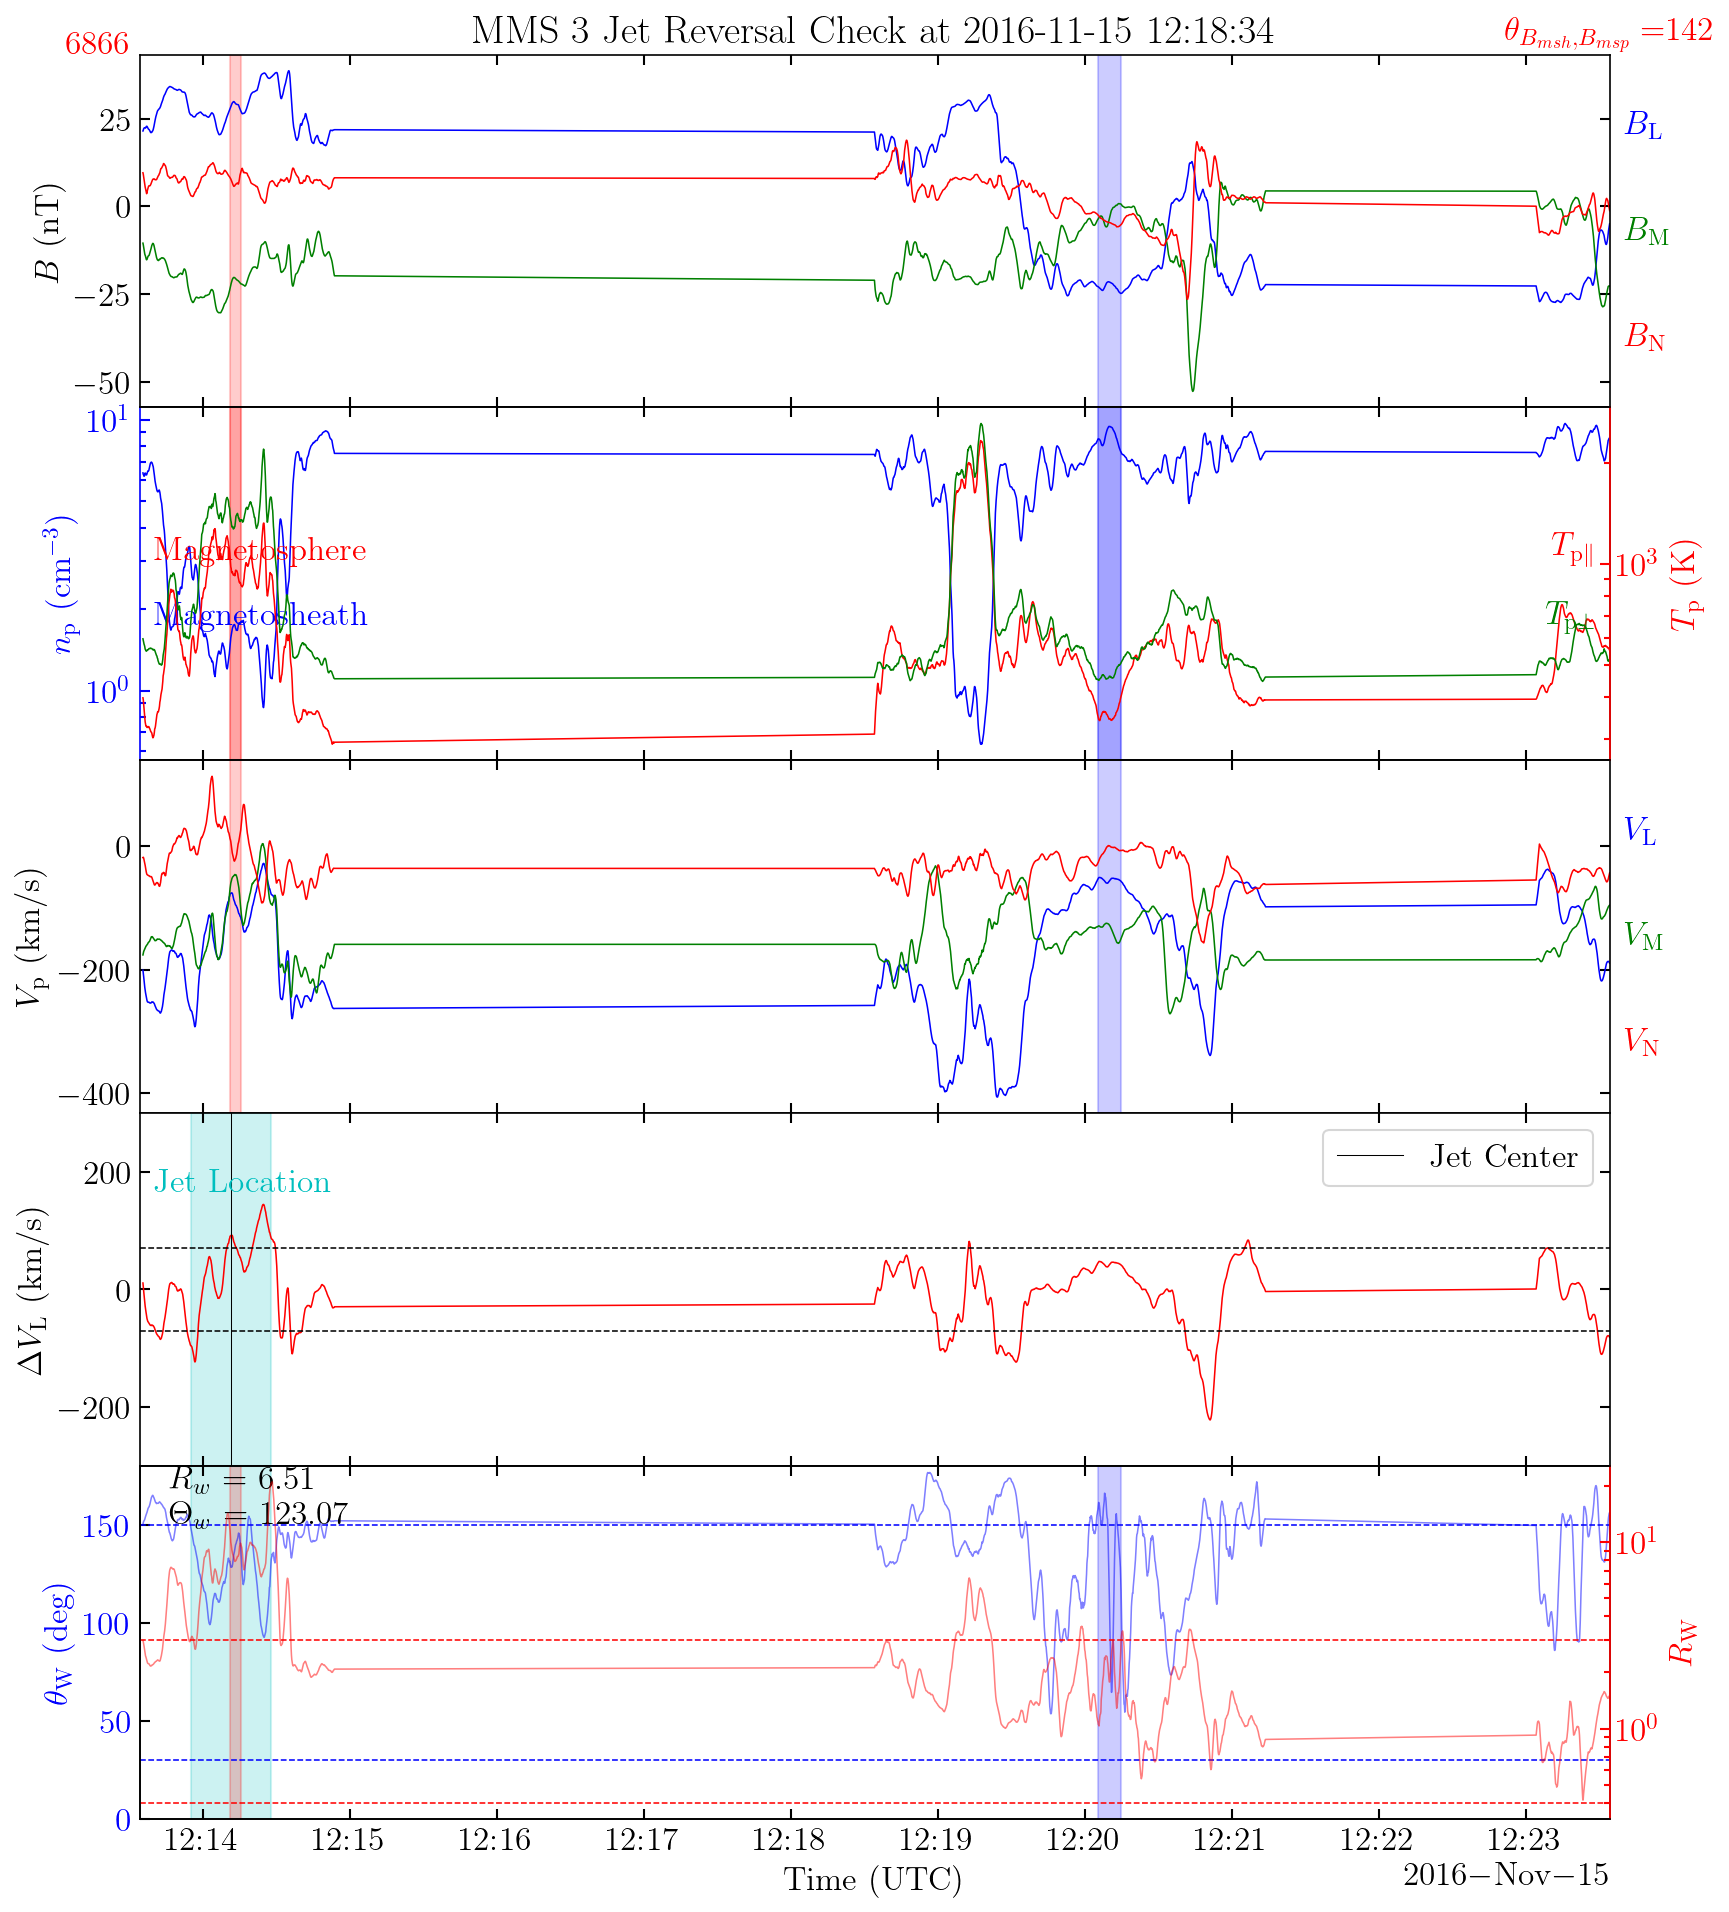 MMS 3 Jet Reversal Check at 2016-11-15 12:18:34
6866
θ_{B_{msh},B_{msp}} =142
25
0
−25
−50
B (nT)
B_L
B_M
B_N
10^1
10^0
n_p (cm^{−3})
Magnetosphere
Magnetosheath
T_{p∥}
T_{p⊥}
10^3
T_p (K)
0
−200
−400
V_p (km/s)
V_L
V_M
V_N
200
0
−200
ΔV_L (km/s)
Jet Location
Jet Center
R_w = 6.51
Θ_w = 123.07
150
100
50
0
θ_W (deg)
10^1
10^0
R_W
12:14 12:15 12:16 12:17 12:18 12:19 12:20 12:21 12:22 12:23
Time (UTC)
2016−Nov−15